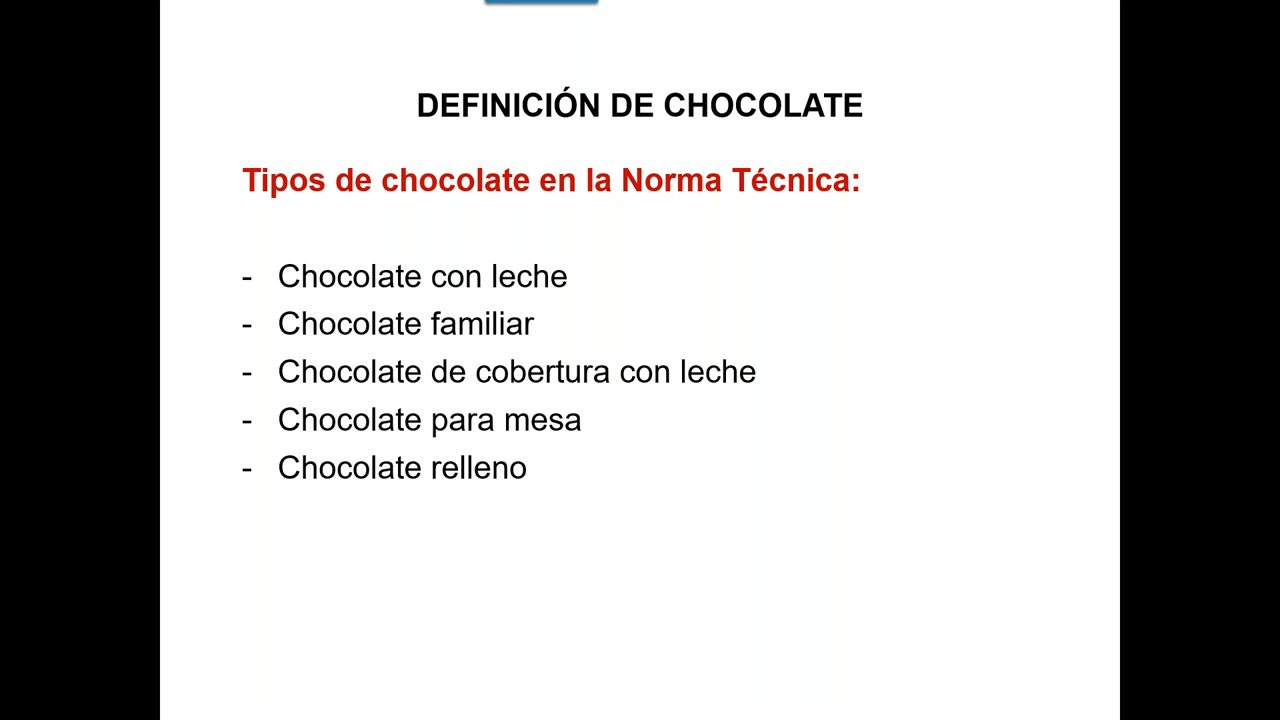 DEFINICIÓN DE CHOCOLATE
Tipos de chocolate en la Norma Técnica:
- Chocolate con leche
- Chocolate familiar
- Chocolate de cobertura con leche
- Chocolate para mesa
- Chocolate relleno